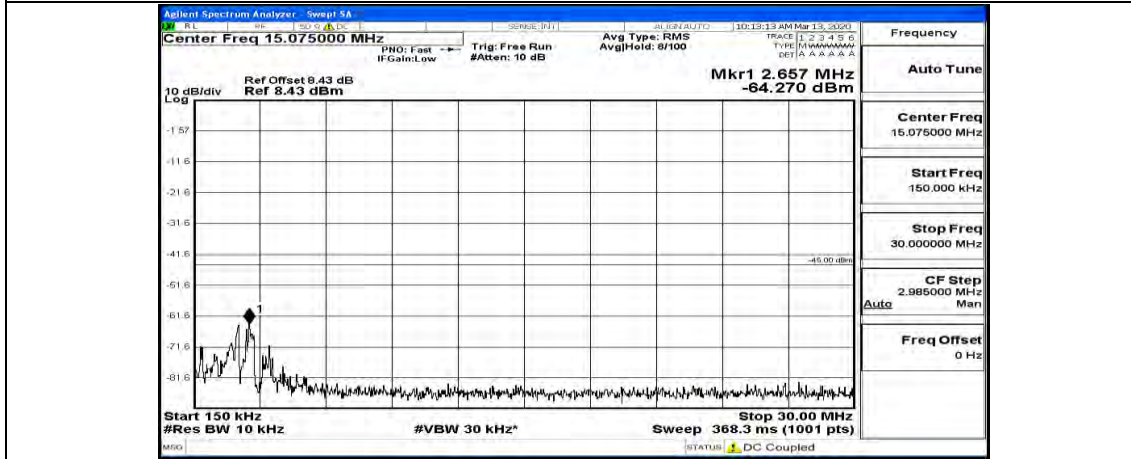 Agilent Spectrum Analyzer - Swept SA
RL RF 50 Ω DC SENSE:INT ALIGN AUTO 10:13:13 AM Mar 13, 2020
Center Freq 15.075000 MHz
PNO: Fast
IFGain:Low
Trig: Free Run
#Atten: 10 dB
Avg Type: RMS
Avg|Hold: 8/100
TRACE 1 2 3 4 5 6
TYPE M WWWWW
DET A A A A A A
Frequency
Auto Tune
Ref Offset 8.43 dB
10 dB/div Ref 8.43 dBm
Log
Mkr1 2.657 MHz
-64.270 dBm
Center Freq
15.075000 MHz
-1.57
-11.6
Start Freq
150.000 kHz
-21.6
-31.6
Stop Freq
30.000000 MHz
-41.6
-45.00 dBm
-51.6
CF Step
2.985000 MHz
Auto Man
-61.6
1
Freq Offset
0 Hz
-71.6
-81.6
Start 150 kHz Stop 30.00 MHz
#Res BW 10 kHz #VBW 30 kHz* Sweep 368.3 ms (1001 pts)
MSG STATUS DC Coupled